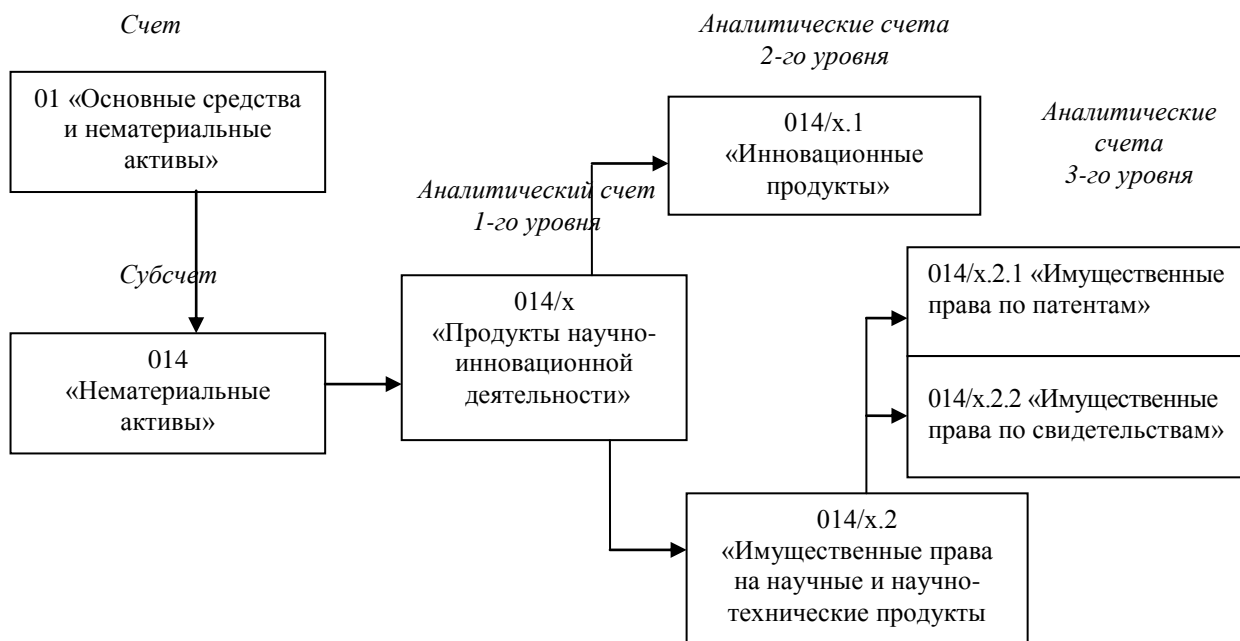 Счет
01 «Основные средства
и нематериальные
активы»
Субсчет
014
«Нематериальные
активы»
Аналитический счет
1-го уровня
014/х
«Продукты научно-
инновационной
деятельности»
Аналитические счета
2-го уровня
014/х.1
«Инновационные
продукты»
014/х.2
«Имущественные права
на научные и научно-
технические продукты
Аналитические
счета
3-го уровня
014/х.2.1 «Имущественные
права по патентам»
014/х.2.2 «Имущественные
права по свидетельствам»